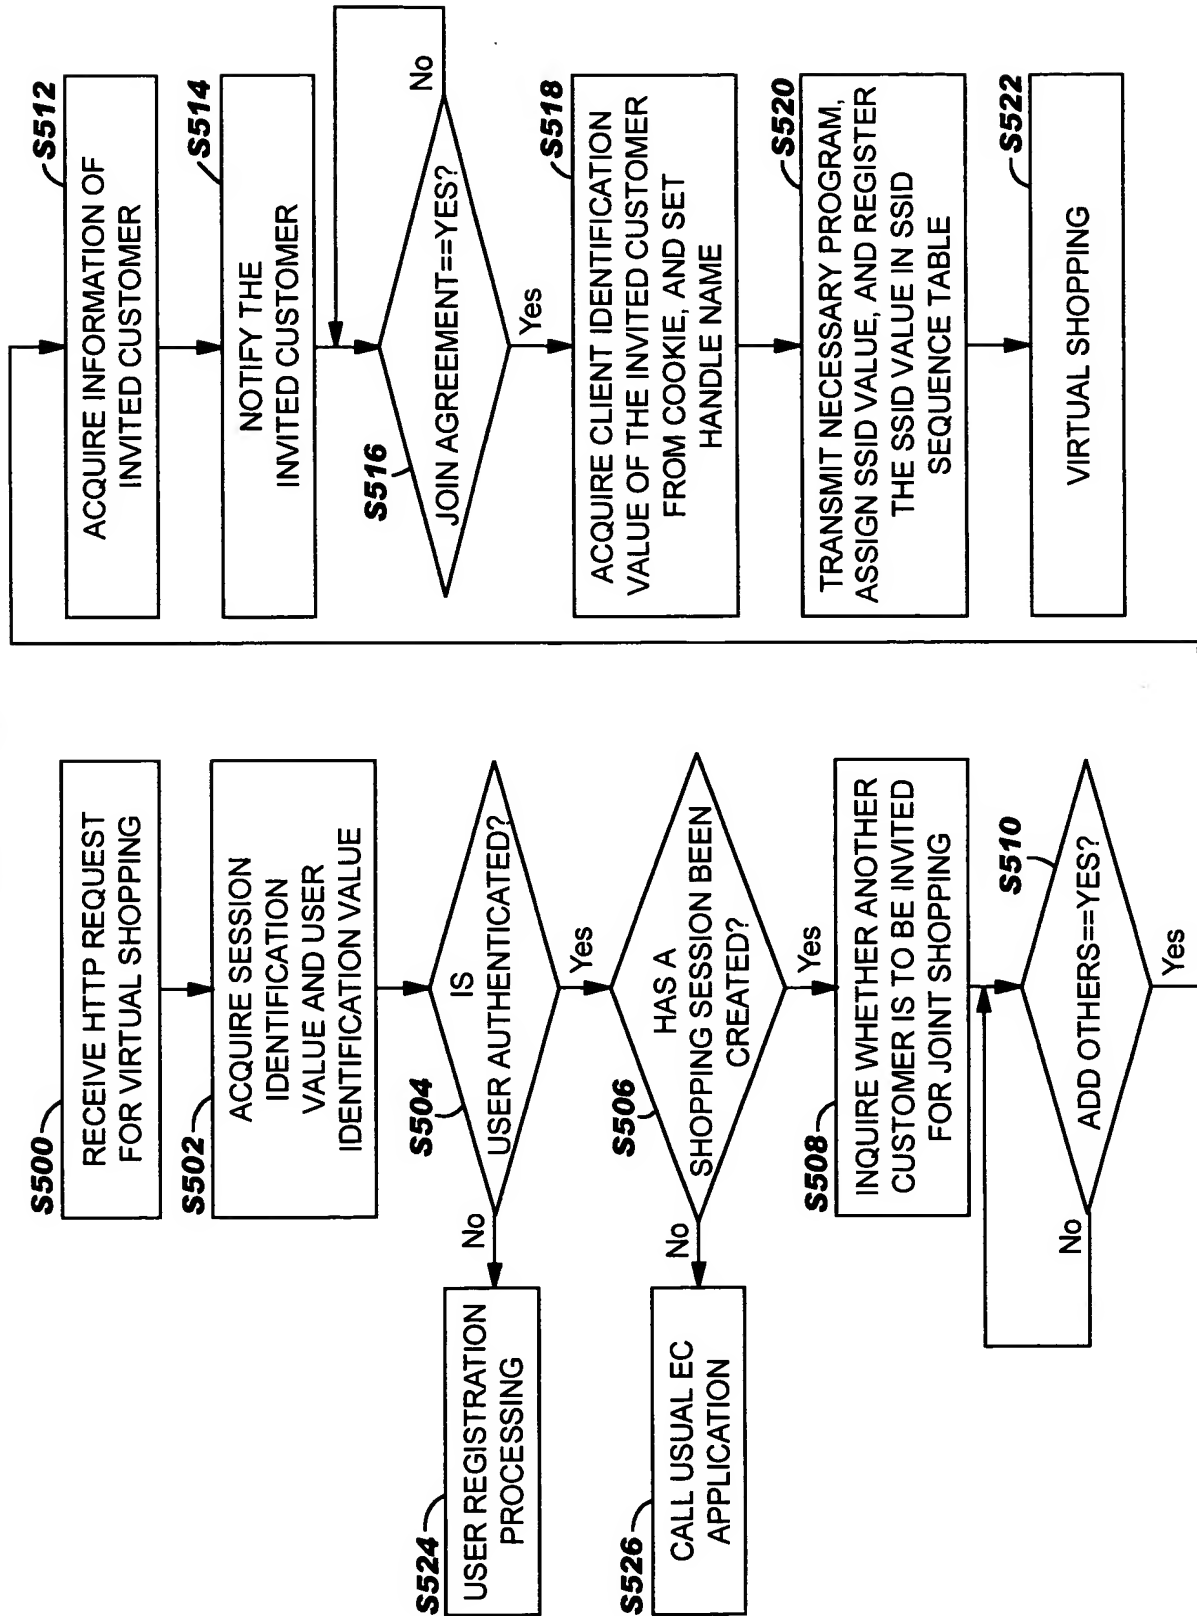 S500
RECEIVE HTTP REQUEST
FOR VIRTUAL SHOPPING
S502
ACQUIRE SESSION
IDENTIFICATION
VALUE AND USER
IDENTIFICATION VALUE
S504
IS
USER AUTHENTICATED?
No
Yes
S524
USER REGISTRATION
PROCESSING
S506
HAS A
SHOPPING SESSION BEEN
CREATED?
No
Yes
S526
CALL USUAL EC
APPLICATION
S508
INQUIRE WHETHER ANOTHER
CUSTOMER IS TO BE INVITED
FOR JOINT SHOPPING
S510
ADD OTHERS==YES?
No
Yes
S512
ACQUIRE INFORMATION OF
INVITED CUSTOMER
S514
NOTIFY THE
INVITED CUSTOMER
S516
JOIN AGREEMENT==YES?
No
Yes
S518
ACQUIRE CLIENT IDENTIFICATION
VALUE OF THE INVITED CUSTOMER
FROM COOKIE, AND SET
HANDLE NAME
S520
TRANSMIT NECESSARY PROGRAM,
ASSIGN SSID VALUE, AND REGISTER
THE SSID VALUE IN SSID
SEQUENCE TABLE
S522
VIRTUAL SHOPPING